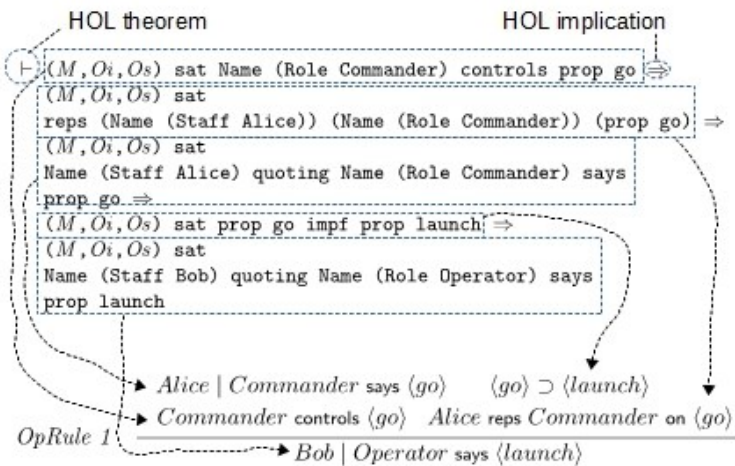 HOL theorem
HOL implication
⊢ (M,Oi,Os) sat Name (Role Commander) controls prop go ⇒
(M,Oi,Os) sat
reps (Name (Staff Alice)) (Name (Role Commander)) (prop go) ⇒
(M,Oi,Os) sat
Name (Staff Alice) quoting Name (Role Commander) says
prop go ⇒
(M,Oi,Os) sat prop go impf prop launch ⇒
(M,Oi,Os) sat
Name (Staff Bob) quoting Name (Role Operator) says
prop launch
Alice | Commander says ⟨go⟩ ⟨go⟩ ⊃ ⟨launch⟩
Commander controls ⟨go⟩ Alice reps Commander on ⟨go⟩
OpRule 1
Bob | Operator says ⟨launch⟩